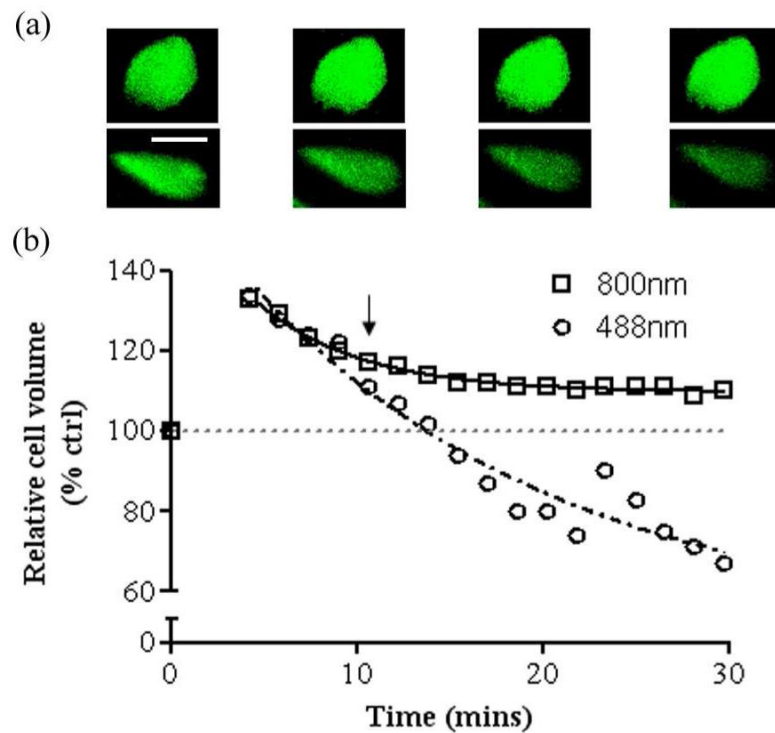 (a)
(b)
140
120
100
80
60
0
Relative cell volume
(% ctrl)
800nm
488nm
0
10
20
30
Time (mins)